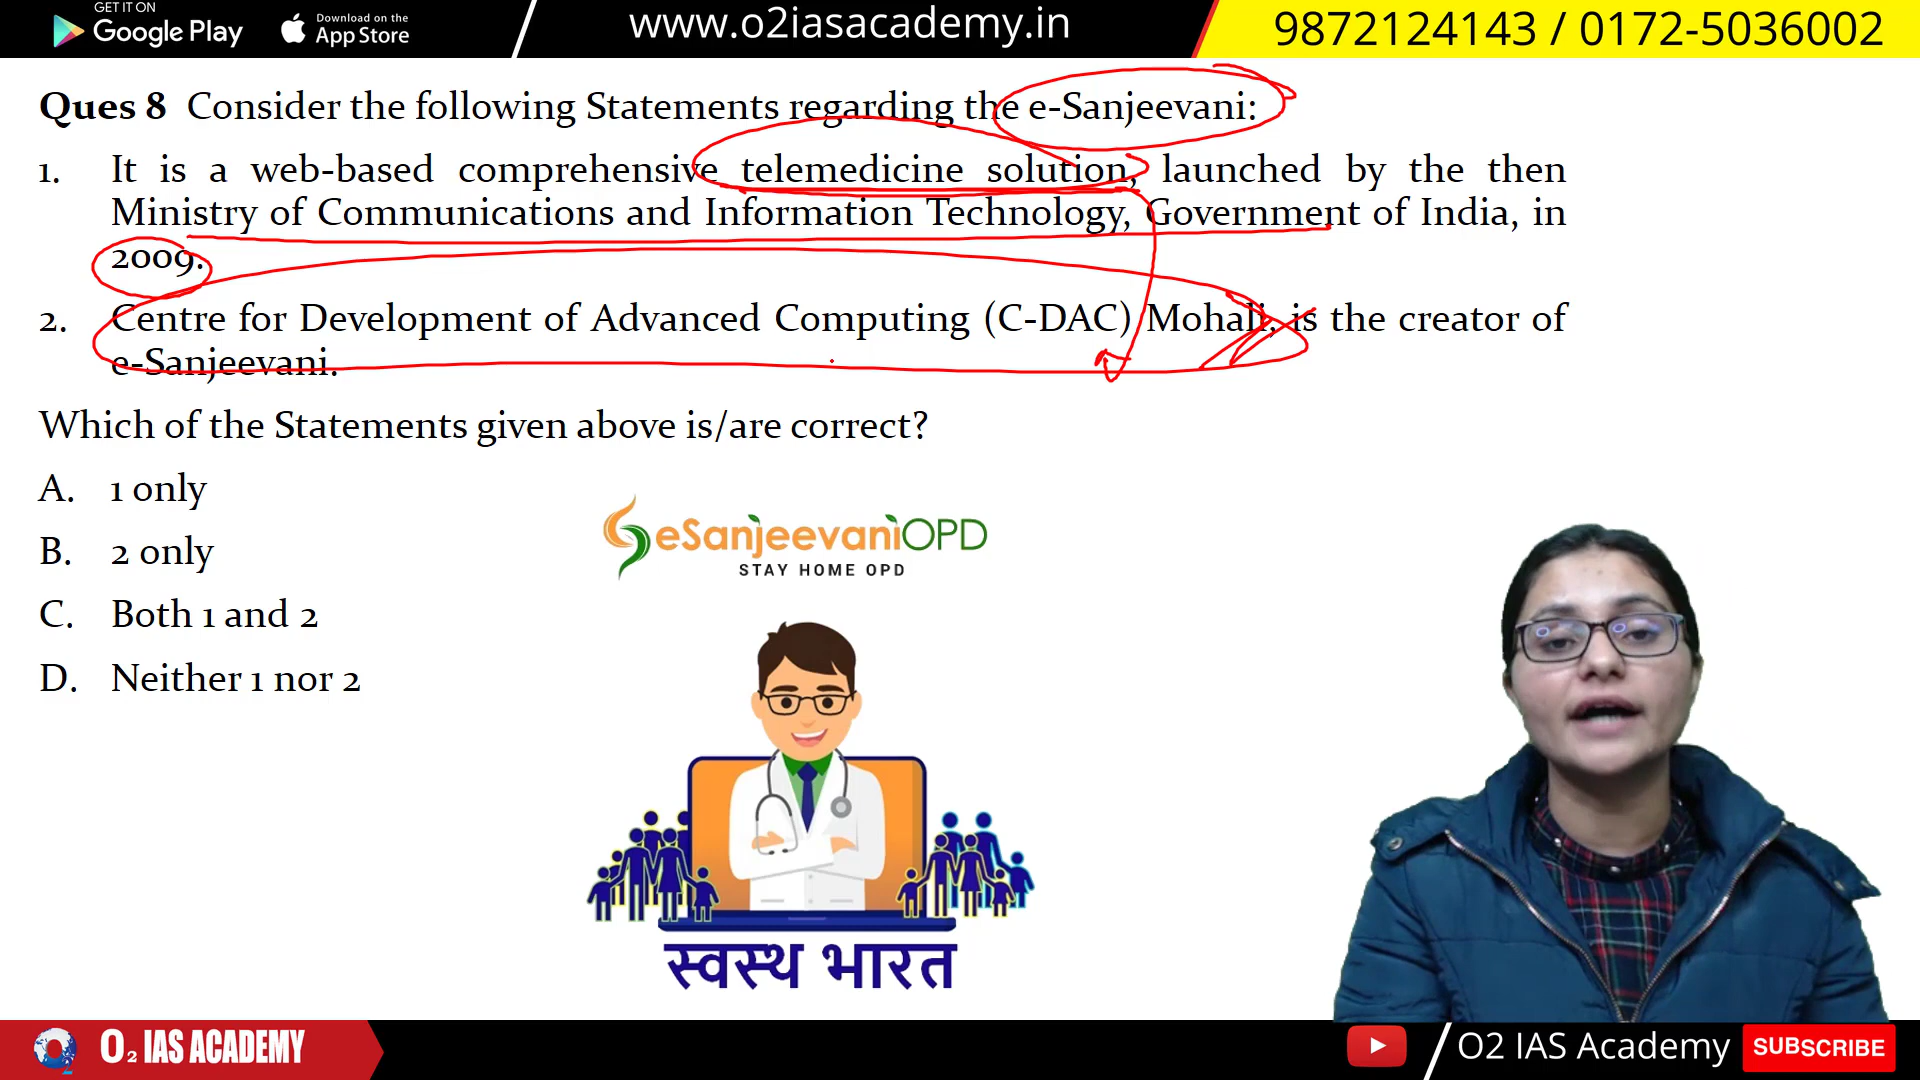 GET IT ON
Google Play
Download on the
App Store
www.o2iasacademy.in
9872124143 / 0172-5036002
Ques 8 Consider the following Statements regarding the e-Sanjeevani:
1. It is a web-based comprehensive telemedicine solution, launched by the then
Ministry of Communications and Information Technology, Government of India, in
2009.
2. Centre for Development of Advanced Computing (C-DAC) Mohali, is the creator of
e-Sanjeevani.
Which of the Statements given above is/are correct?
A. 1 only
B. 2 only
C. Both 1 and 2
D. Neither 1 nor 2
eSanjeevaniOPD
STAY HOME OPD
स्वस्थ भारत
O2 IAS ACADEMY
O2 IAS Academy
SUBSCRIBE